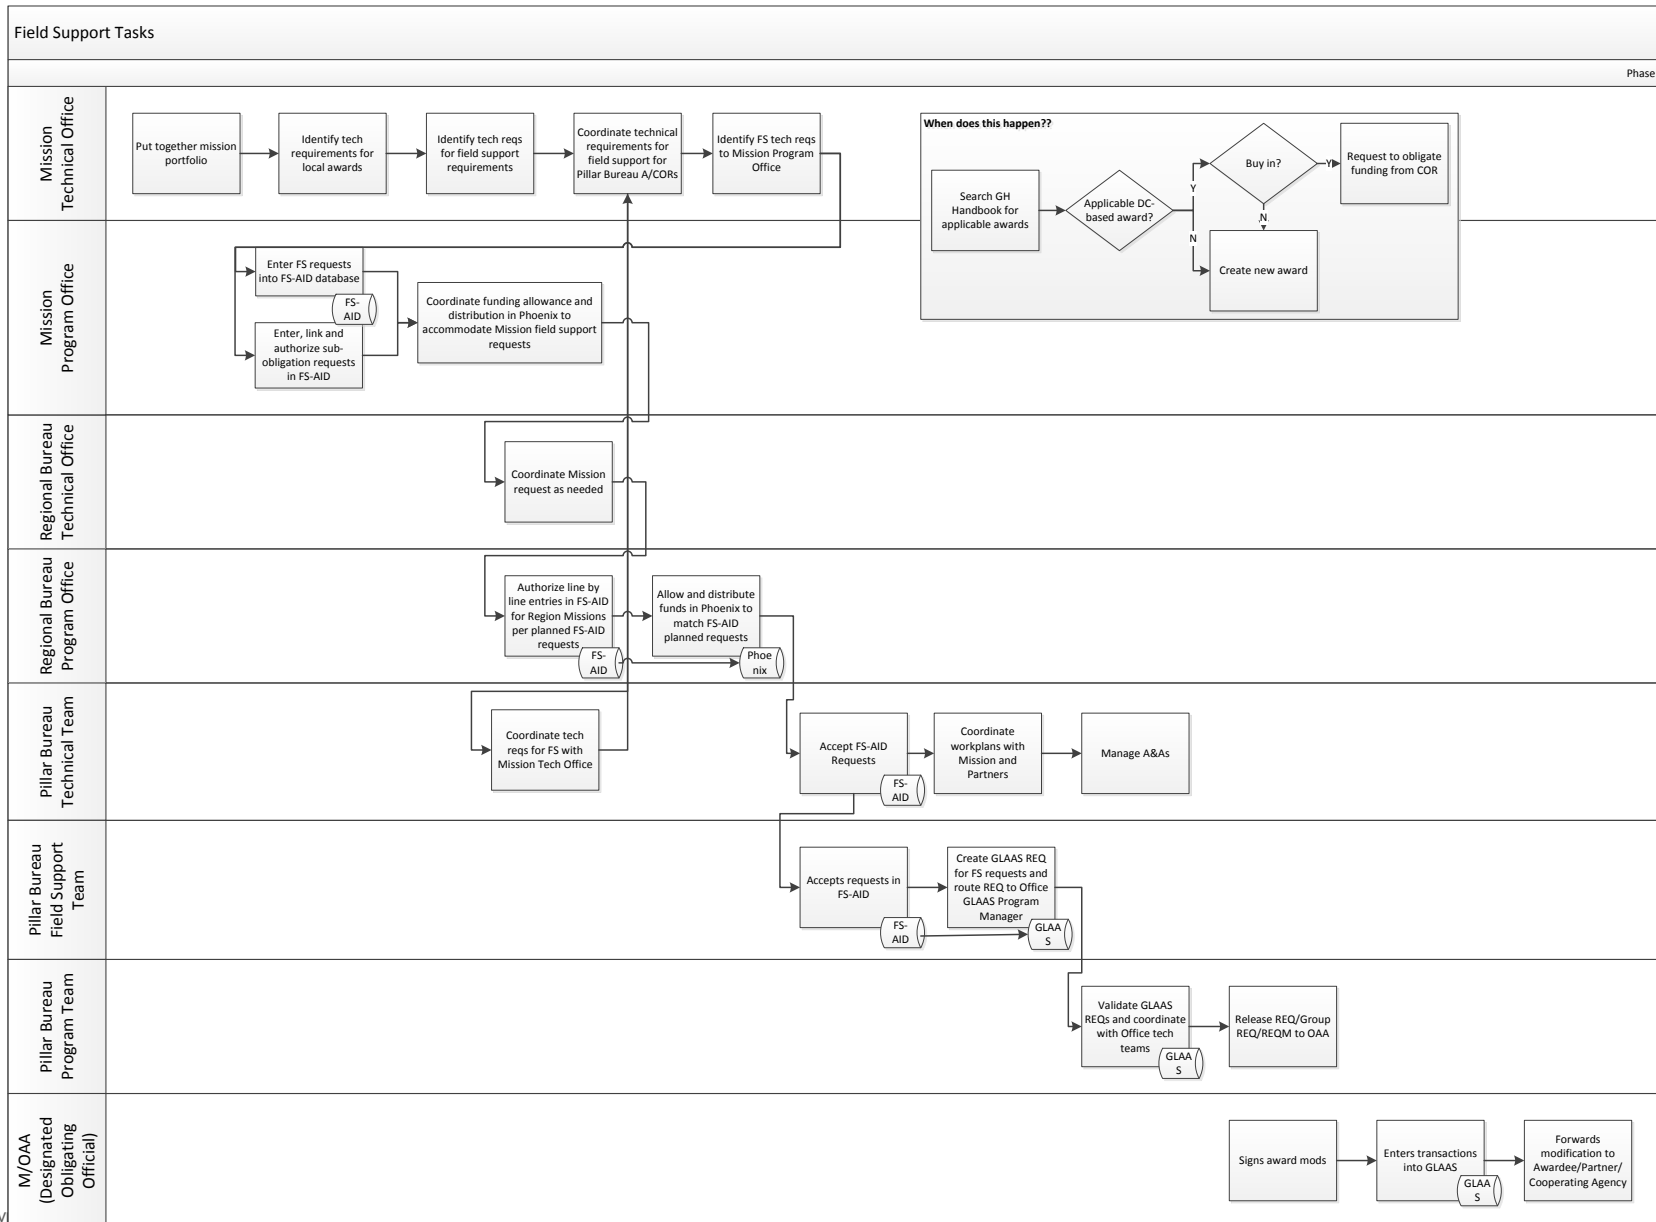 Field Support Tasks
Phase
Mission
Technical Office
Put together mission
portfolio
Identify tech
requirements for
local awards
Identify tech reqs
for field support
requirements
Coordinate technical
requirements for
field support for
Pillar Bureau A/CORs
Identify FS tech reqs
to Mission Program
Office
When does this happen??
Search GH
Handbook for
applicable awards
Applicable DC-
based award?
Y
N
Buy in?
Y
N
Request to obligate
funding from COR
Create new award
Mission
Program Office
Enter FS requests
into FS-AID database
FS-
AID
Enter, link and
authorize sub-
obligation requests
in FS-AID
Coordinate funding allowance and
distribution in Phoenix to
accommodate Mission field support
requests
Regional Bureau
Technical Office
Coordinate Mission
request as needed
Regional Bureau
Program Office
Authorize line by
line entries in FS-AID
for Region Missions
per planned FS-AID
requests
FS-
AID
Allow and distribute
funds in Phoenix to
match FS-AID
planned requests
Phoe
nix
Pillar Bureau
Technical Team
Coordinate tech
reqs for FS with
Mission Tech Office
Accept FS-AID
Requests
FS-
AID
Coordinate
workplans with
Mission and
Partners
Manage A&As
Pillar Bureau
Field Support
Team
Accepts requests in
FS-AID
FS-
AID
Create GLAAS REQ
for FS requests and
route REQ to Office
GLAAS Program
Manager
GLAA
S
Pillar Bureau
Program Team
Validate GLAAS
REQs and coordinate
with Office tech
teams
GLAA
S
Release REQ/Group
REQ/REQM to OAA
M/OAA
(Designated
Obligating
Official)
Signs award mods
Enters transactions
into GLAAS
GLAA
S
Forwards
modification to
Awardee/Partner/
Cooperating Agency